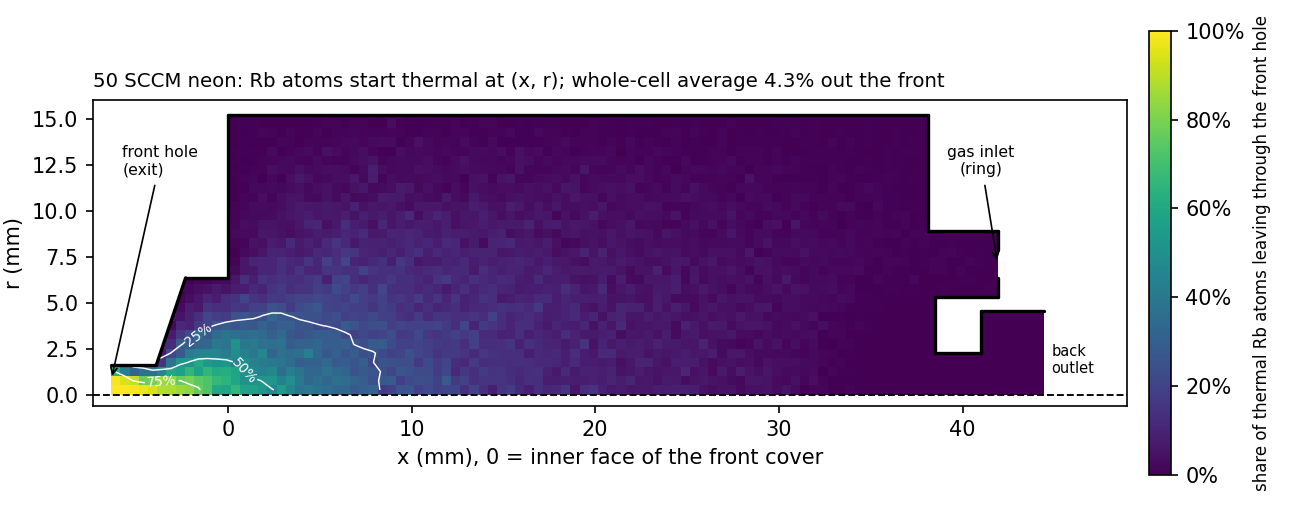 50 SCCM neon: Rb atoms start thermal at (x, r); whole-cell average 4.3% out the front
15.0
12.5
10.0
7.5
5.0
2.5
0.0
r (mm)
front hole
(exit)
gas inlet
(ring)
25%
50%
75%
back
outlet
0
10
20
30
40
x (mm), 0 = inner face of the front cover
100%
80%
60%
40%
20%
0%
share of thermal Rb atoms leaving through the front hole